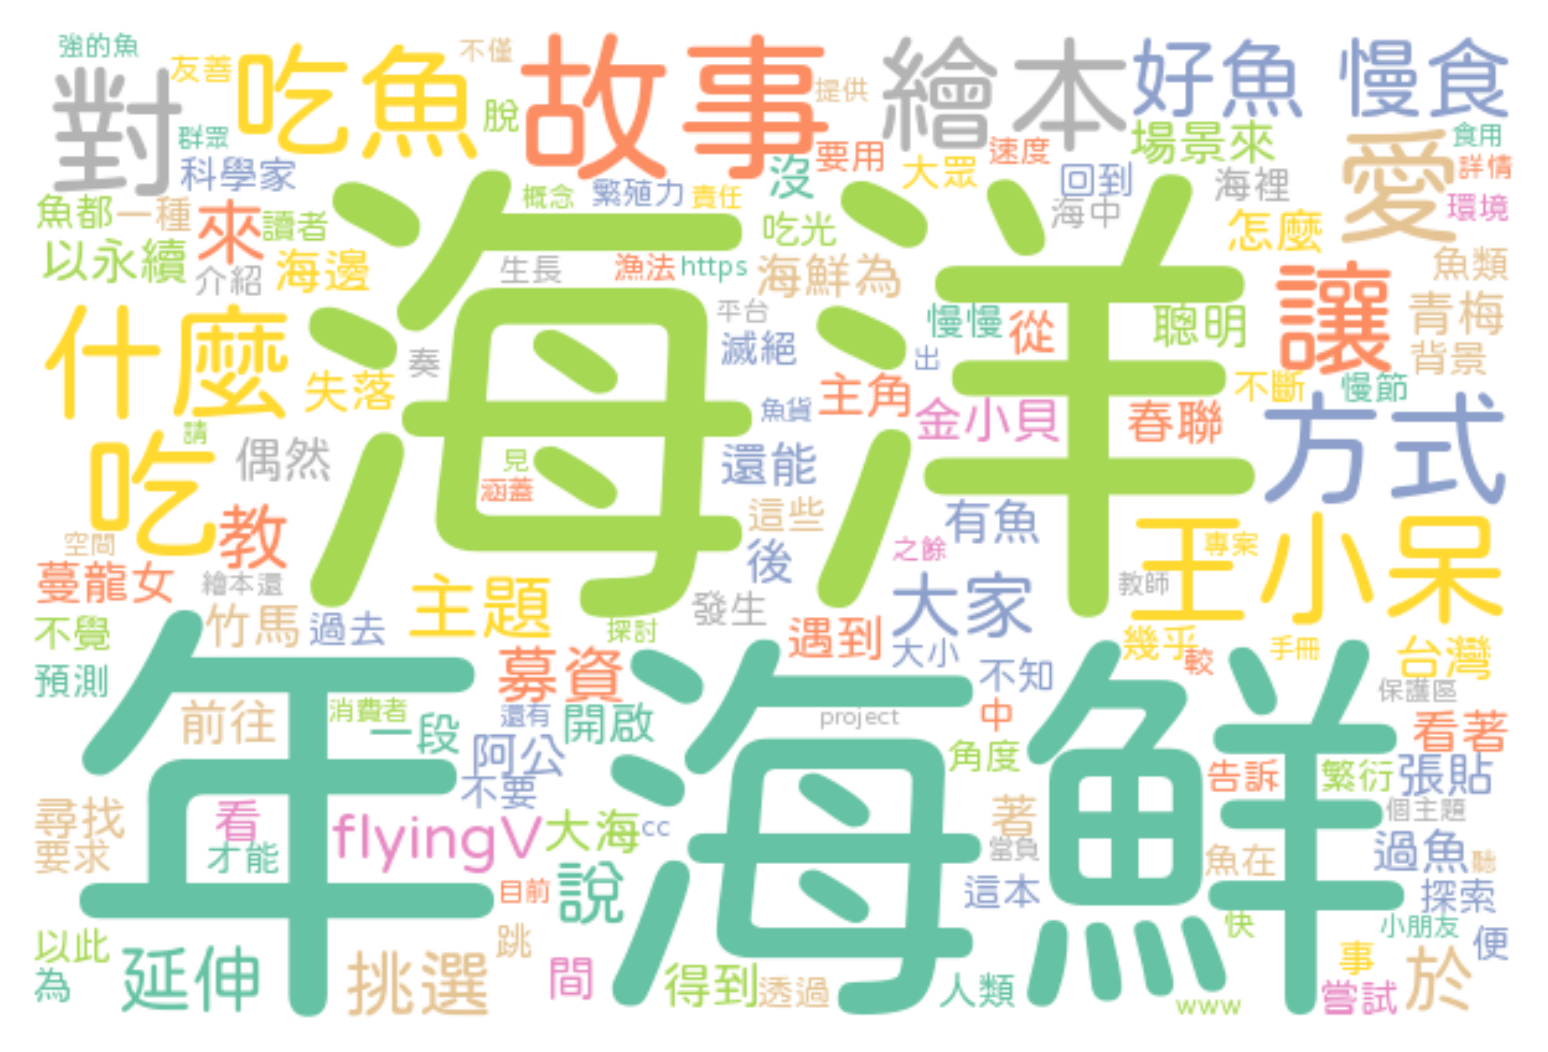 強的魚
對
友善
吃魚
不僅
脫
故事
提供
繪本
好魚
慢食
群眾
科學家
沒
要用
大眾
速度
場景來
愛
食用
詳情
魚都
一種
來
讀者
概念
繁殖力
責任
回到
海中
海裡
環境
以永續
介紹
海邊
生長
漁法
https
吃光
海鮮為
怎麼
魚類
海洋
什麼
失落
奏
平台
滅絕
慢慢
從
出
聰明
讓
青梅
背景
不斷
慢節
請
吃
偶然
見
涵蓋
魚貨
主角
金小貝
春聯
方式
教
還能
這些
有魚
之餘
王小呆
專案
空間
蔓龍女
繪本還
主題
後
發生
大家
教師
不覺
竹馬
過去
探討
遇到
大小
幾乎
較
手冊
台灣
預測
年
募資
海鮮
不知
保護區
前往
消費者
一段
還有
開啟
project
中
看著
阿公
角度
告訴
繁衍
張貼
不要
尋找
看
flyingV
大海
cc
著
個主題
要求
才能
當負
魚在
過魚
聽
目前
說
這本
探索
以此
跳
快
小朋友
便
為
延伸
挑選
間
得到
透過
人類
www
事
嘗試
於